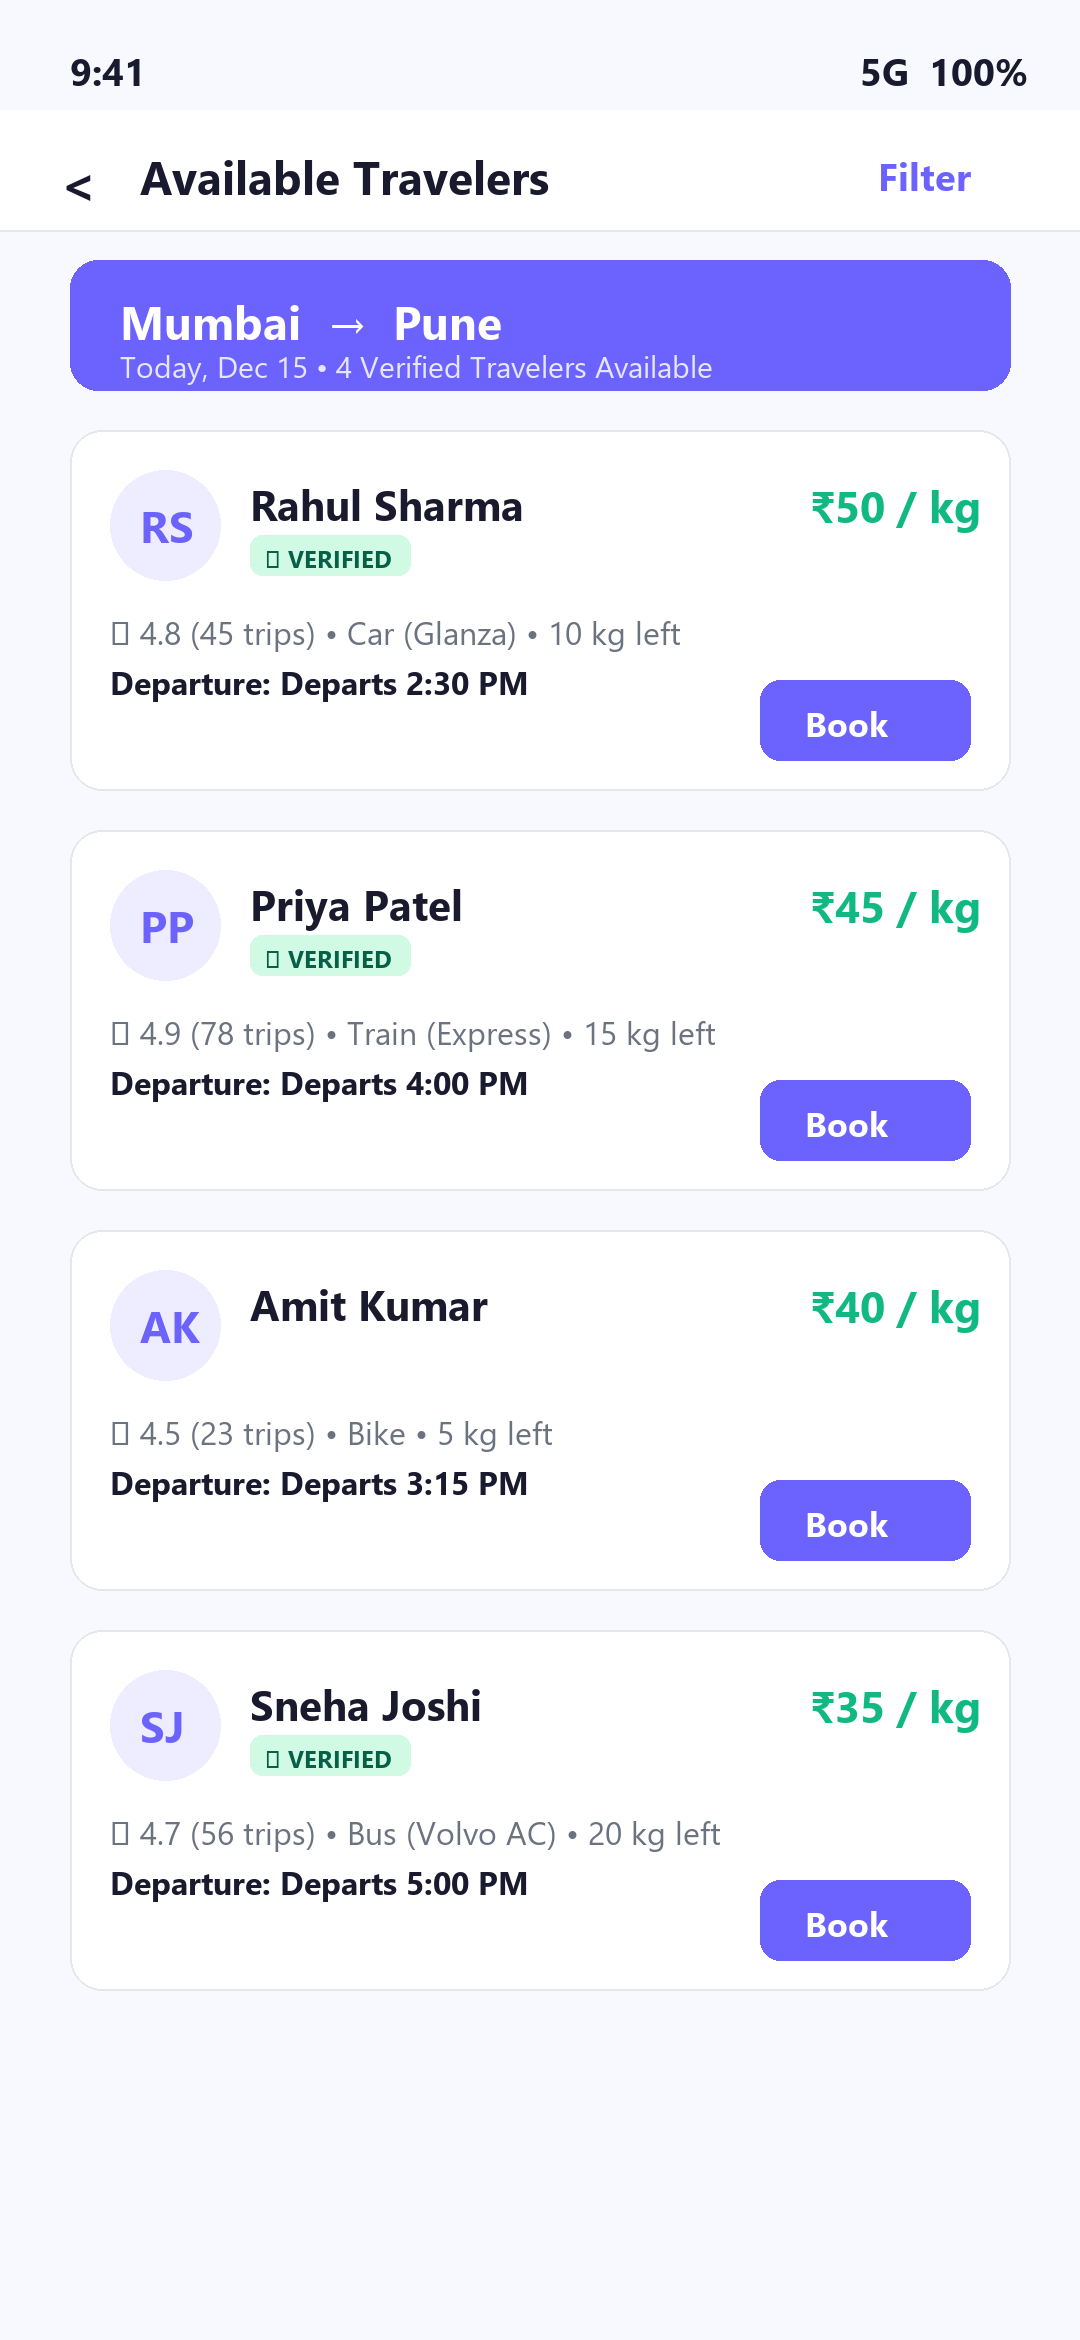 9:41 5G 100%
< Available Travelers Filter
Mumbai → Pune
Today, Dec 15 • 4 Verified Travelers Available
RS Rahul Sharma ₹50 / kg
▯ VERIFIED
▯ 4.8 (45 trips) • Car (Glanza) • 10 kg left
Departure: Departs 2:30 PM
Book
PP Priya Patel ₹45 / kg
▯ VERIFIED
▯ 4.9 (78 trips) • Train (Express) • 15 kg left
Departure: Departs 4:00 PM
Book
AK Amit Kumar ₹40 / kg
▯ 4.5 (23 trips) • Bike • 5 kg left
Departure: Departs 3:15 PM
Book
SJ Sneha Joshi ₹35 / kg
▯ VERIFIED
▯ 4.7 (56 trips) • Bus (Volvo AC) • 20 kg left
Departure: Departs 5:00 PM
Book